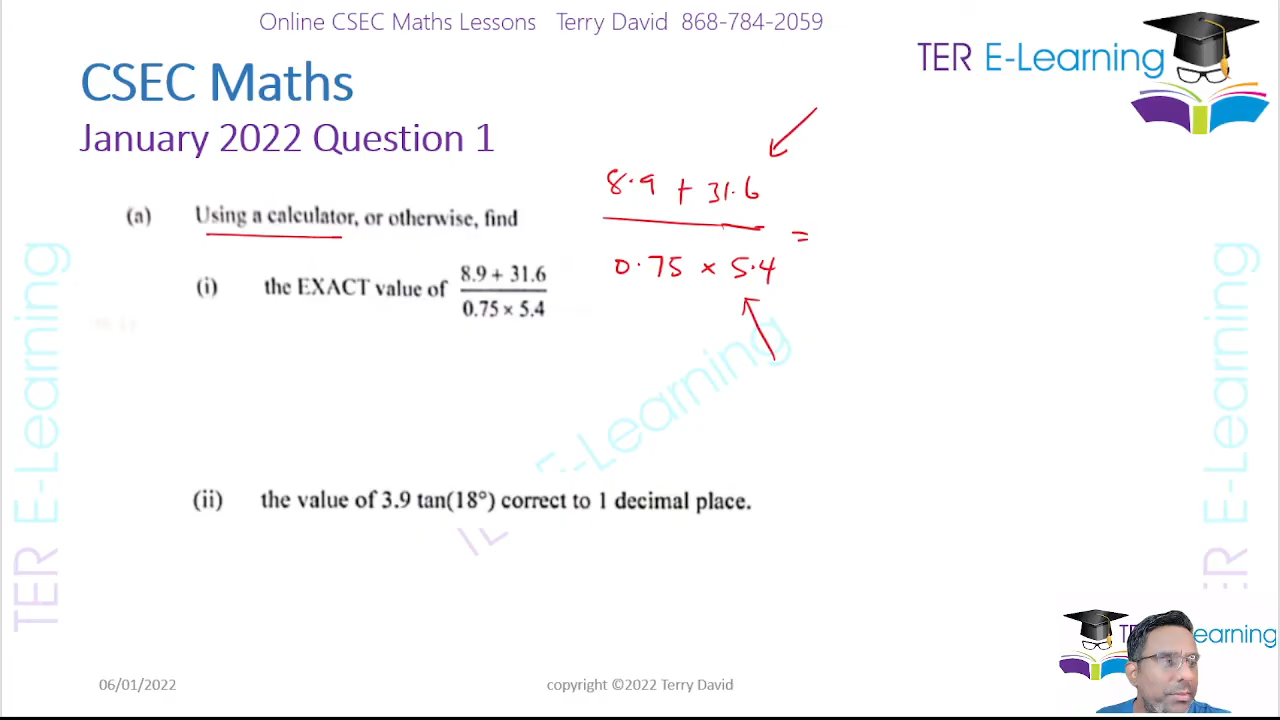 Online CSEC Maths Lessons Terry David 868-784-2059
TER E-Learning
CSEC Maths
January 2022 Question 1
8.9 + 31.6
0.75 × 5.4
=
(a) Using a calculator, or otherwise, find
(i) the EXACT value of 8.9 + 31.6
0.75 × 5.4
(ii) the value of 3.9 tan(18°) correct to 1 decimal place.
TER E-Learning
E-Learning
E-Learning
earning
06/01/2022
copyright ©2022 Terry David